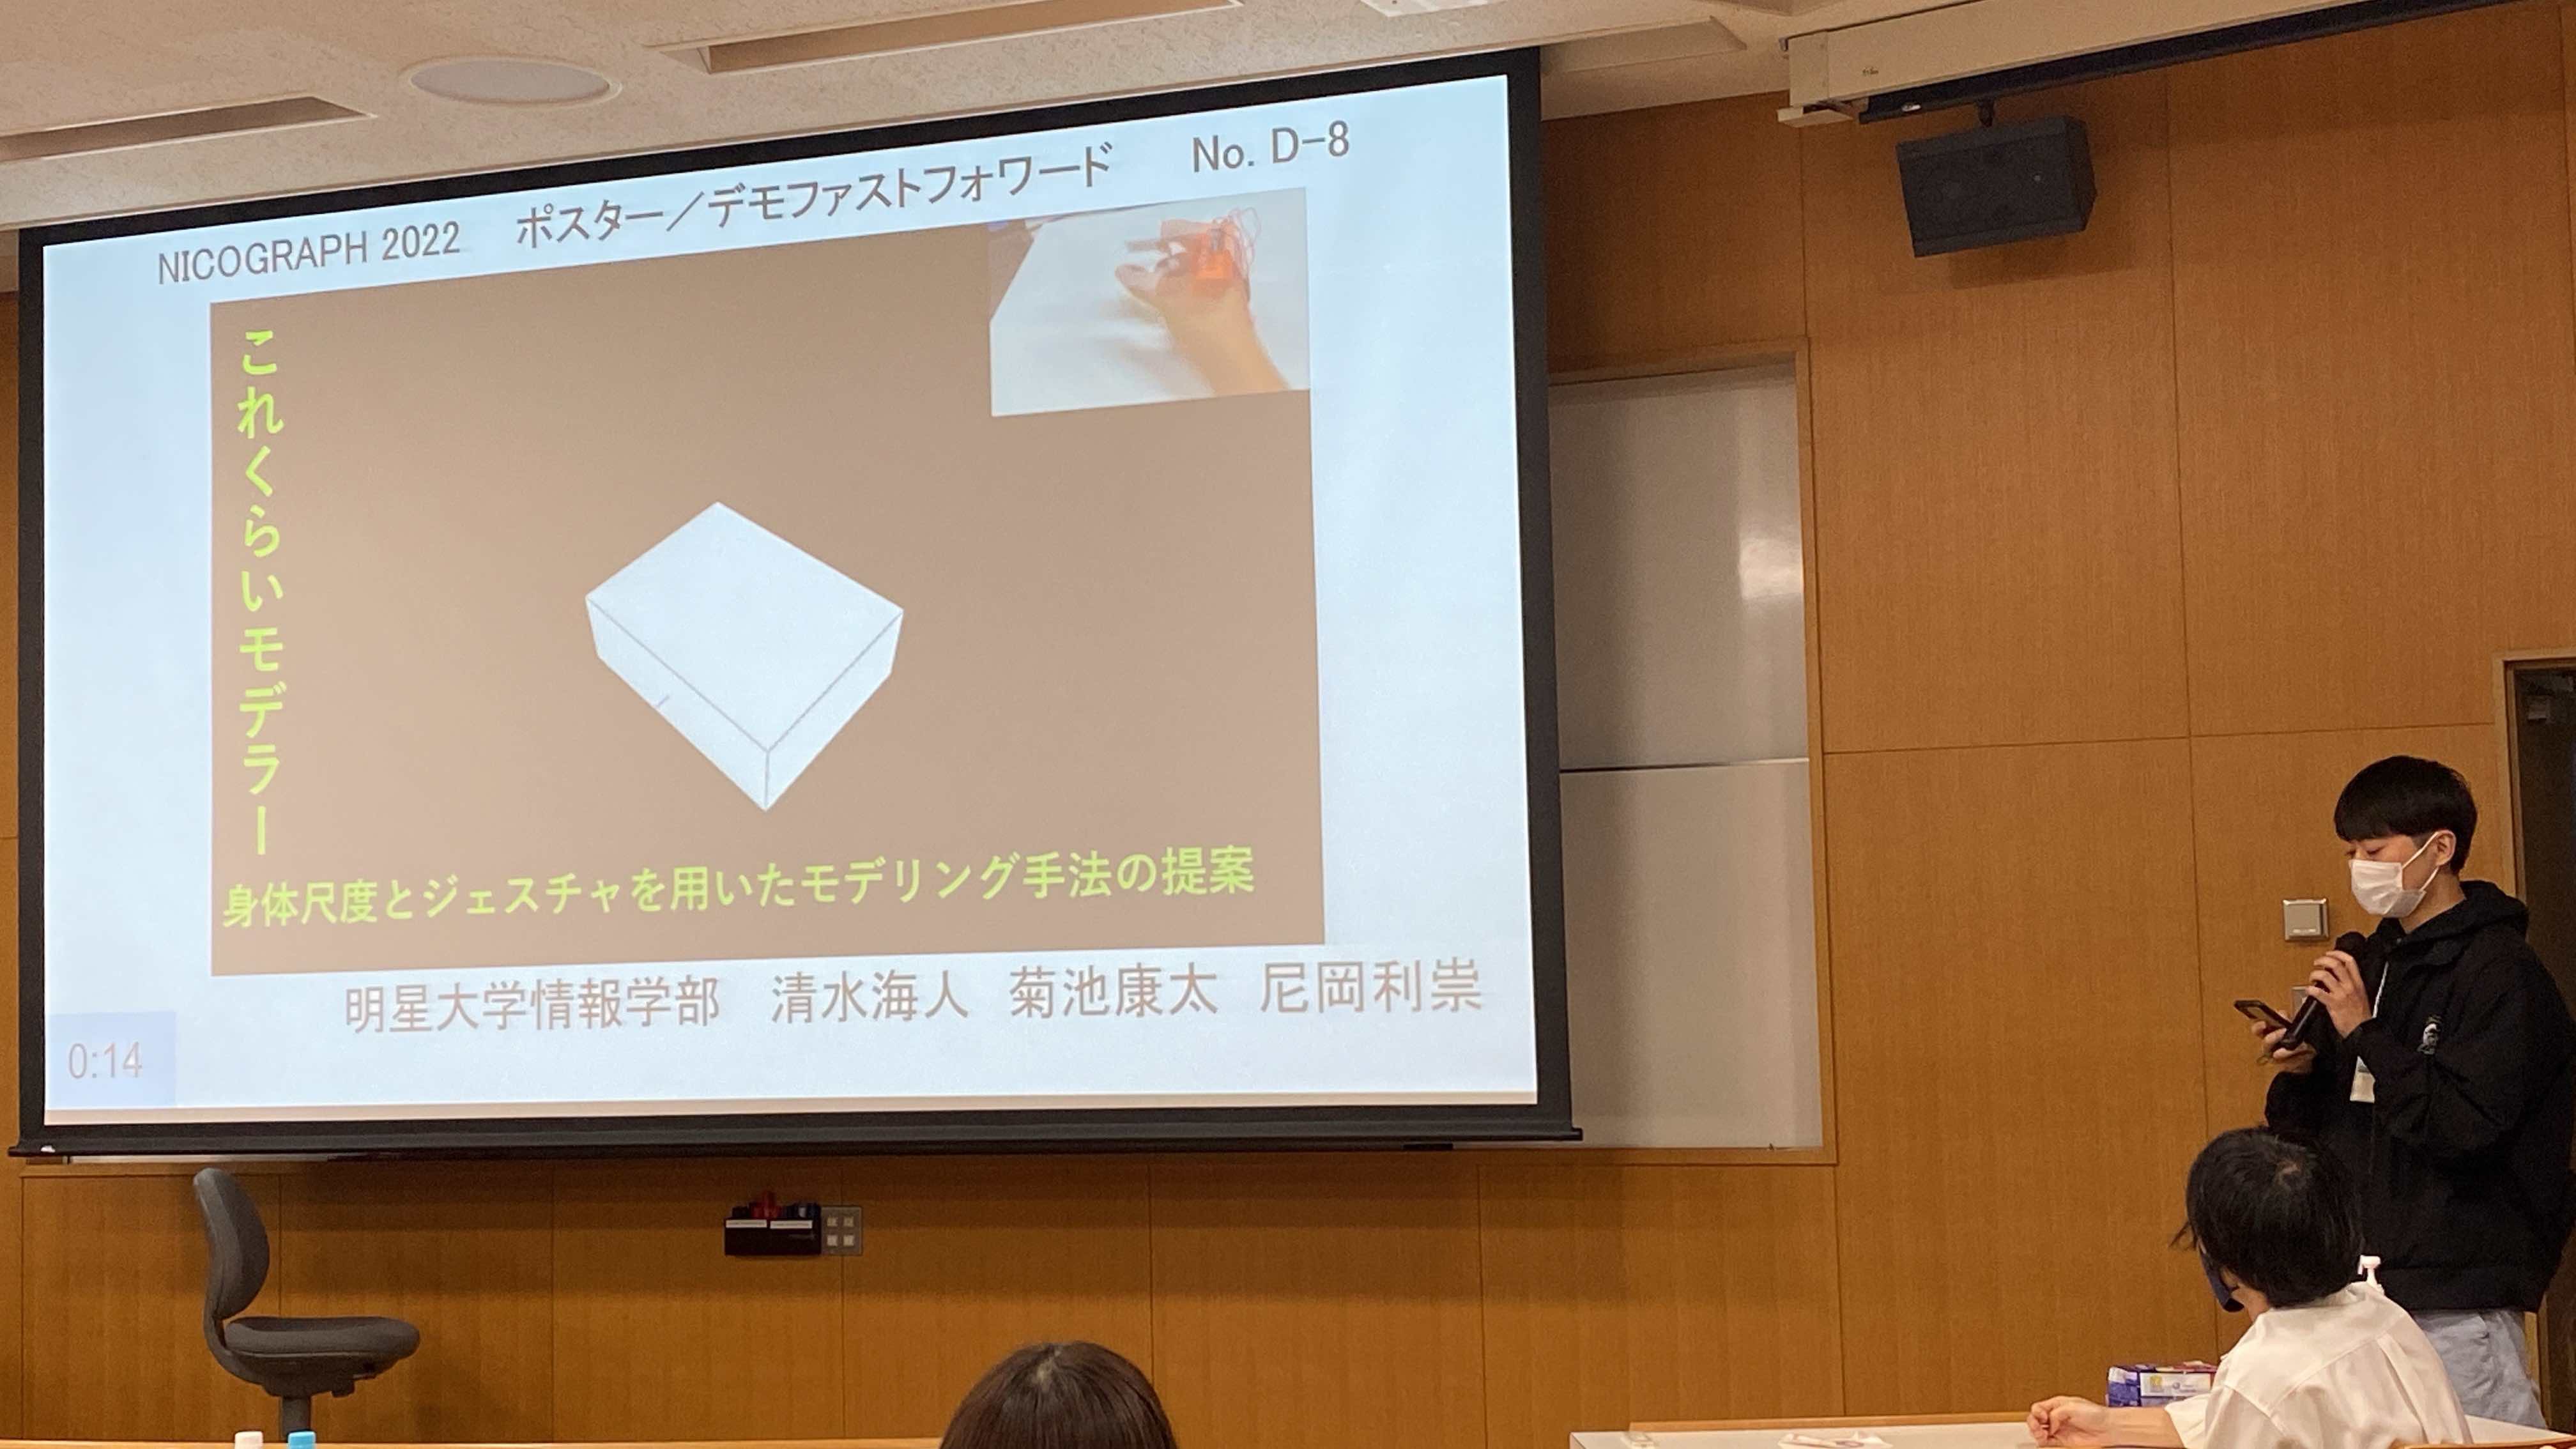 NICOGRAPH 2022 ポスター／デモファストフォワード No. D-8
これくらいモデラー
身体尺度とジェスチャを用いたモデリング手法の提案
明星大学情報学部 清水海人 菊池康太 尼岡利崇
0:14